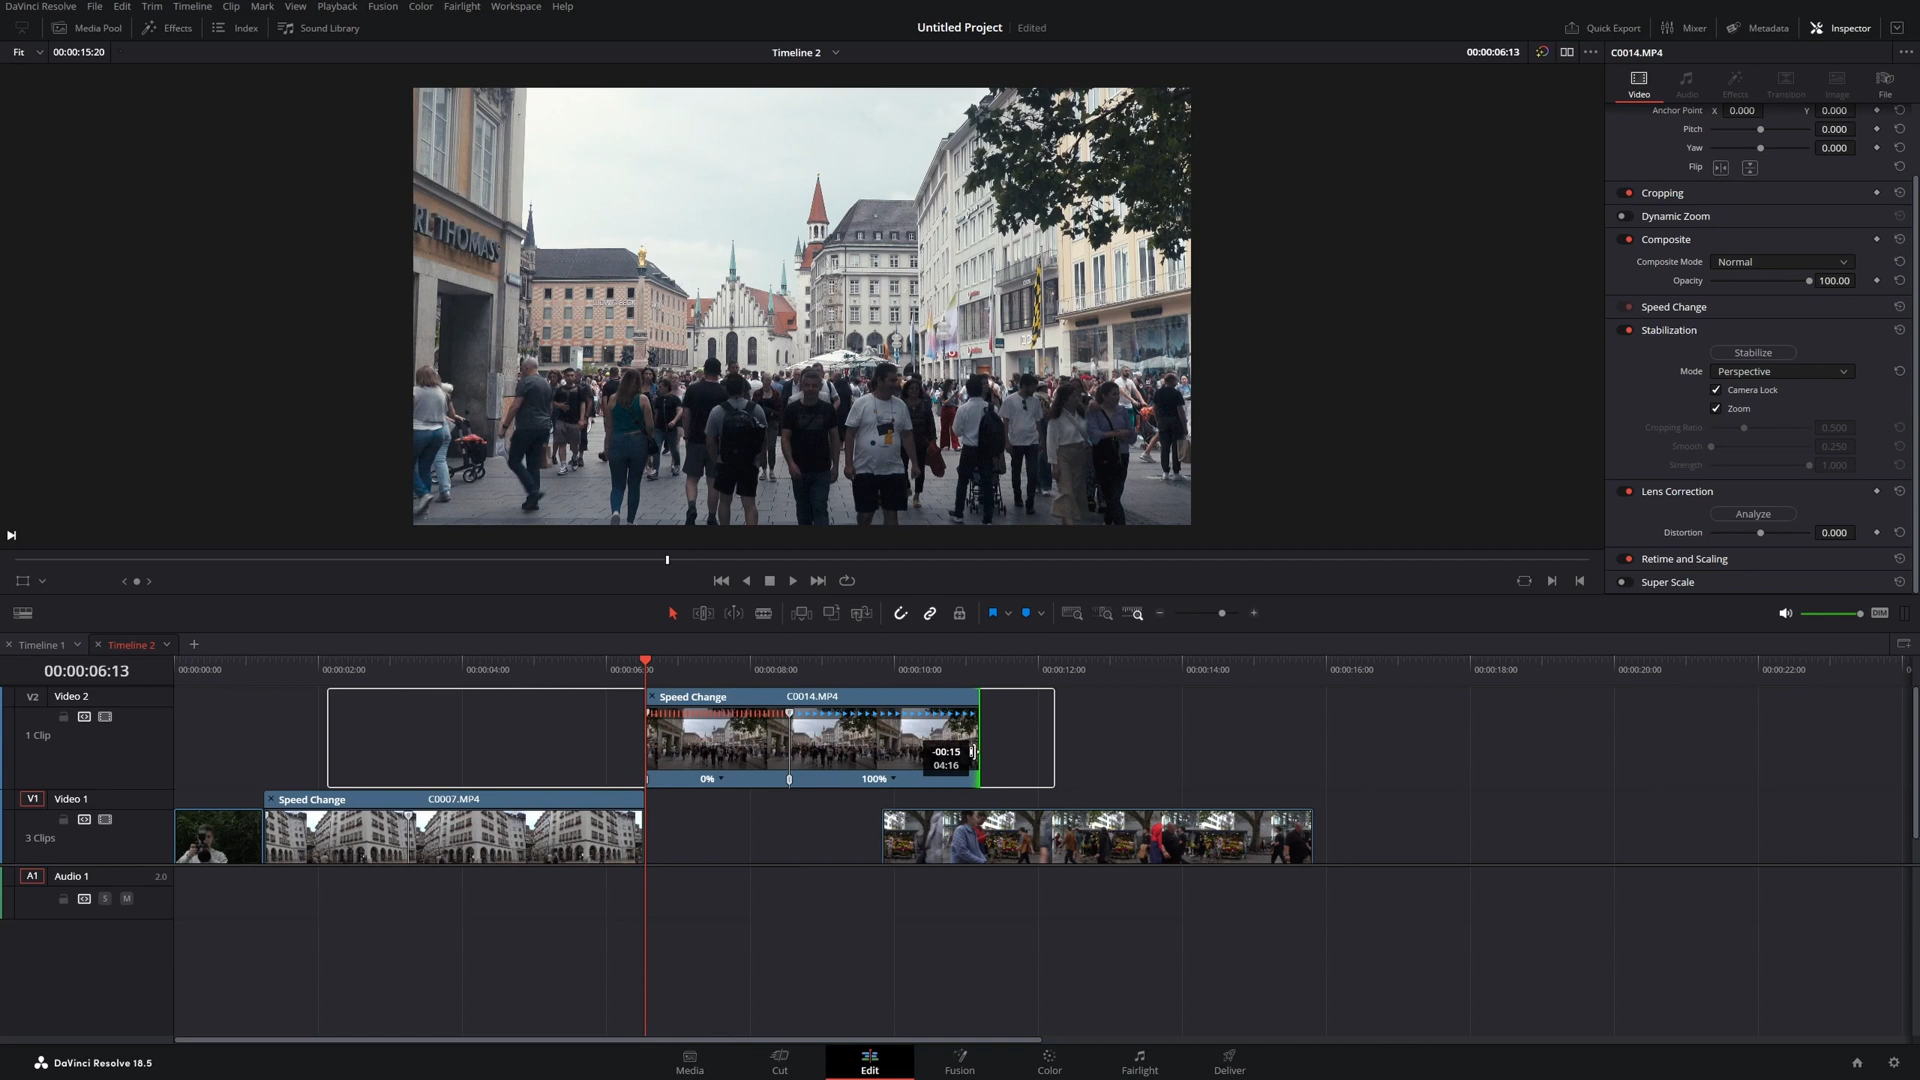 DaVinci Resolve File Edit Trim Timeline Clip Mark View Playback Fusion Color Fairlight Workspace Help
Media Pool Effects Index Sound Library Untitled Project Edited Quick Export Mixer Metadata Inspector
Fit 00:00:15:20 Timeline 2 00:00:06:13 C0014.MP4
Video Audio Effects Transition Image File
Anchor Point X 0.000 Y 0.000
Pitch 0.000
Yaw 0.000
Flip
Cropping
Dynamic Zoom
Composite
Composite Mode Normal
Opacity 100.00
Speed Change
Stabilization
Stabilize
Mode Perspective
Camera Lock
Zoom
Cropping Ratio 0.500
Smooth 0.250
Strength 1.000
Lens Correction
Analyze
Distortion 0.000
Retime and Scaling
Super Scale
RL THOMAS
DIM
Timeline 1 Timeline 2
00:00:06:13 00:00:00:00 00:00:02:00 00:00:04:00 00:00:06:00 00:00:08:00 00:00:10:00 00:00:12:00 00:00:14:00 00:00:16:00 00:00:18:00 00:00:20:00 00:00:22:00
V2 Video 2 Speed Change C0014.MP4
1 Clip
-00:15
04:16
0% 100%
V1 Video 1 Speed Change C0007.MP4
3 Clips
A1 Audio 1 2.0
S M
DaVinci Resolve 18.5 Media Cut Edit Fusion Color Fairlight Deliver